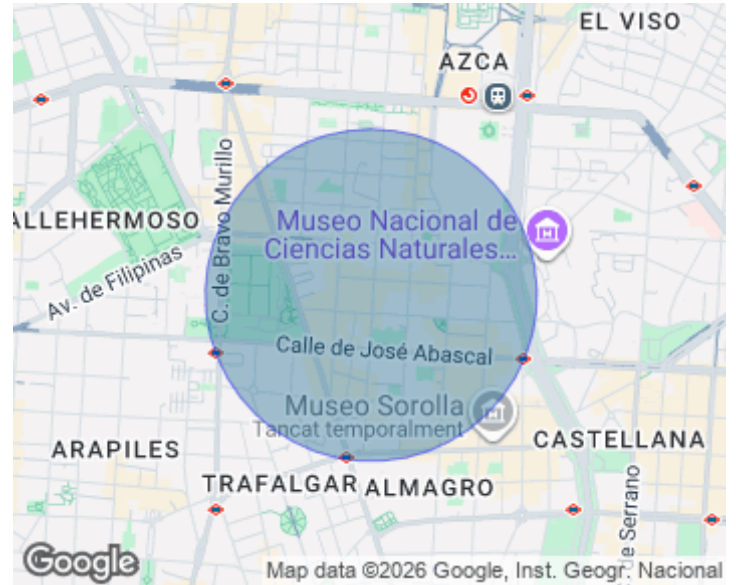 EL VISO
AZCA
ALLEHERMOSO
Av. de Filipinas
C. de Bravo Murillo
Museo Nacional de
Ciencias Naturales...
Calle de José Abascal
Museo Sorolla
Tancat temporalment
ARAPILES
CASTELLANA
TRAFALGAR
ALMAGRO
e Serrano
Google
Map data ©2026 Google, Inst. Geogr. Nacional